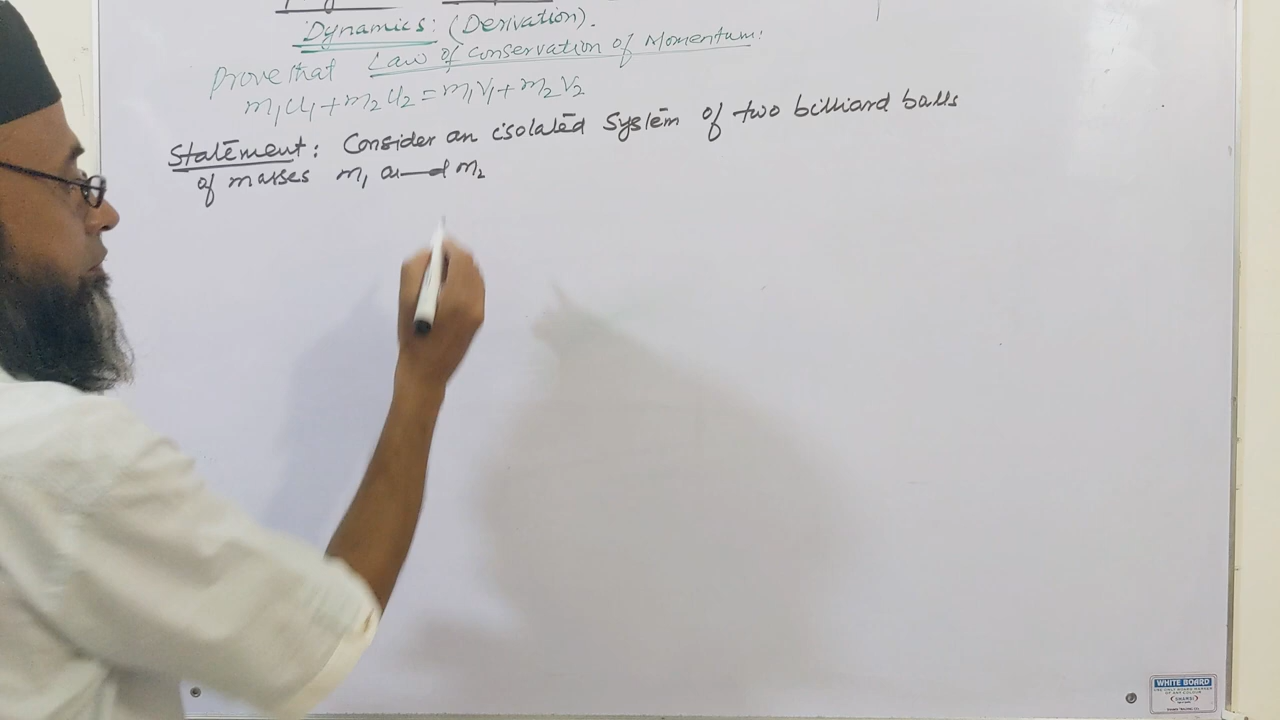 Dynamics: (Derivation).
Prove that Law of conservation of Momentum:
m₁U₁ + m₂U₂ = m₁V₁ + m₂V₂
Statement: Consider an isolated System of two billiard balls
of masses m₁ and m₂
WHITE BOARD